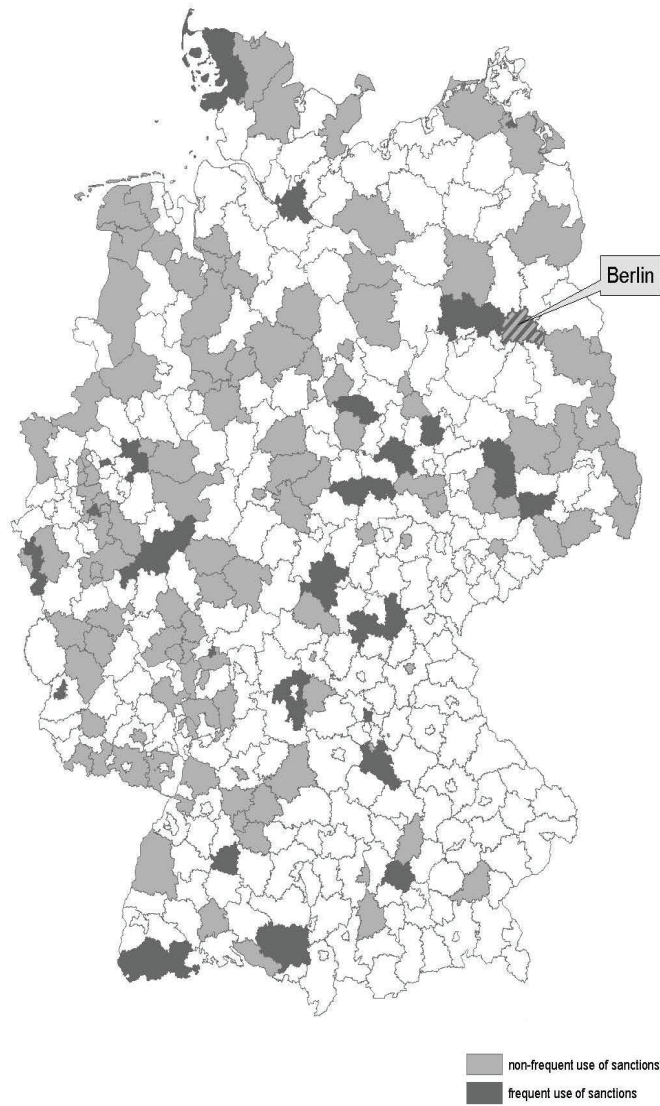 Berlin
non-frequent use of sanctions
frequent use of sanctions